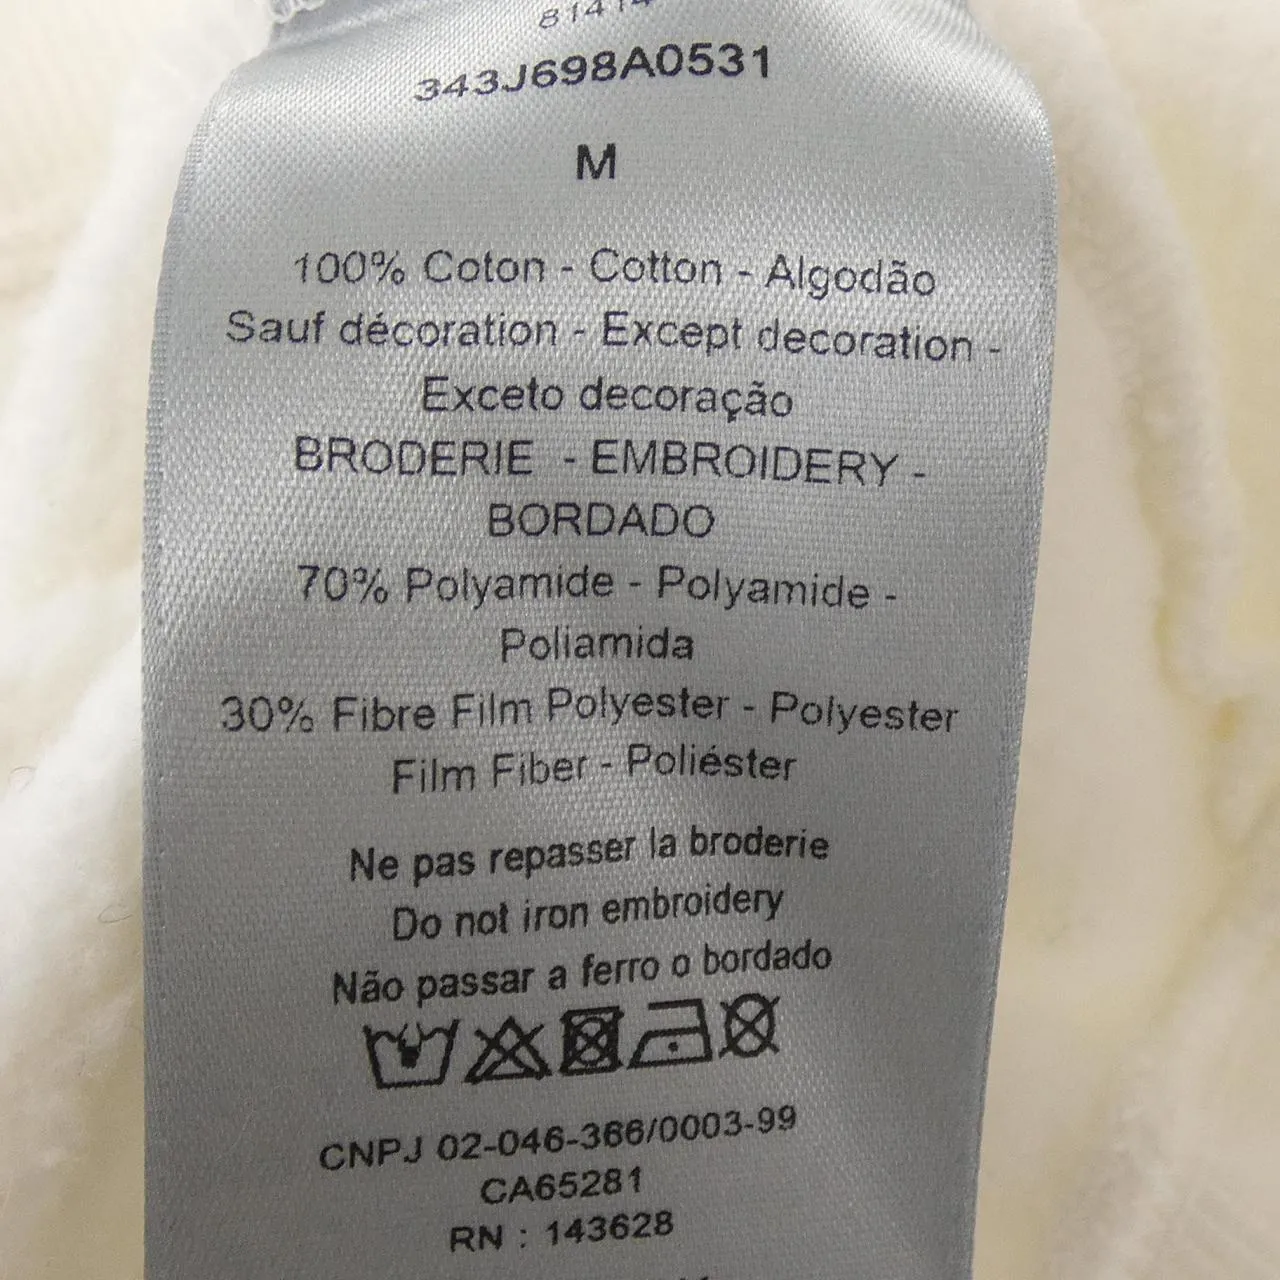 343J698A0531
M
100% Coton - Cotton - Algodão
Sauf décoration - Except decoration -
Exceto decoração
BRODERIE - EMBROIDERY -
BORDADO
70% Polyamide - Polyamide -
Poliamida
30% Fibre Film Polyester - Polyester
Film Fiber - Poliéster
Ne pas repasser la broderie
Do not iron embroidery
Não passar a ferro o bordado
CNPJ 02-046-366/0003-99
CA65281
RN : 143628